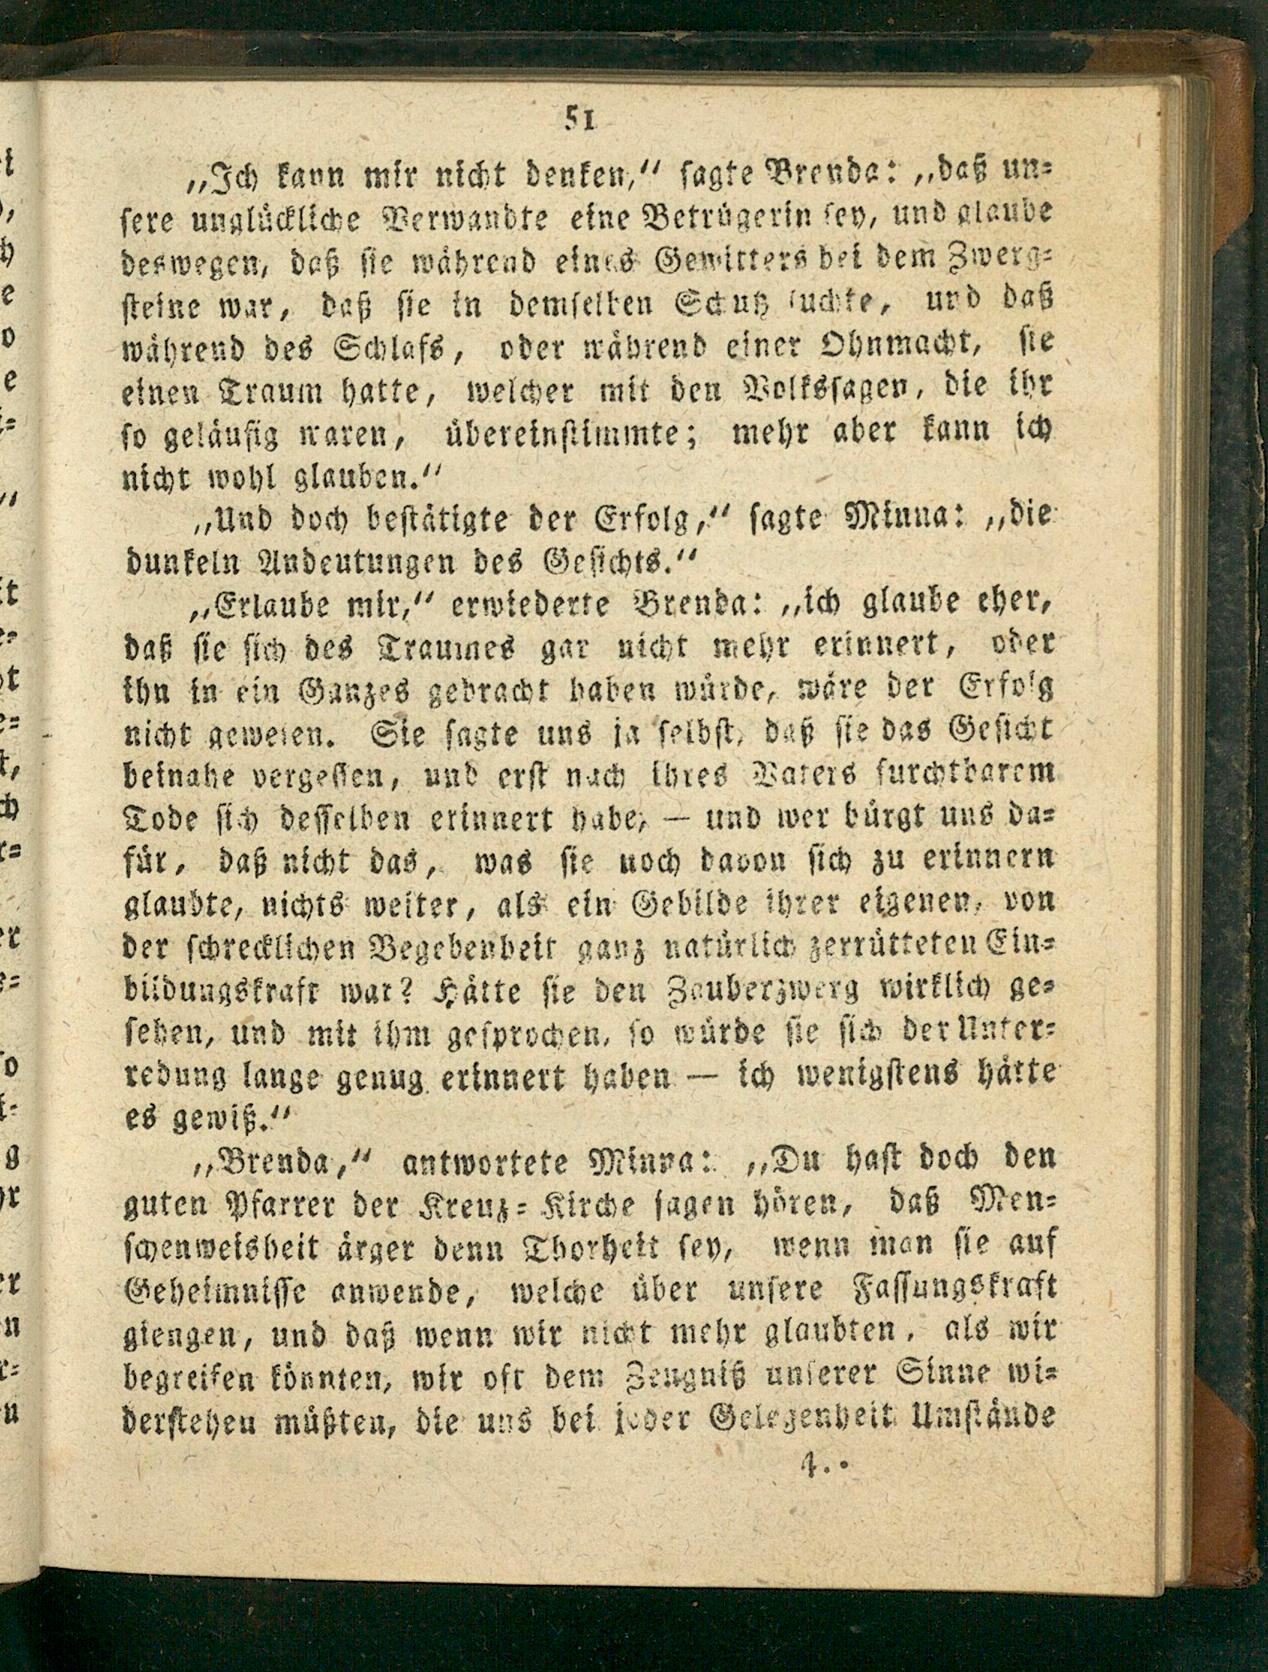 51
„Ich kann mir nicht denken,“ sagte Brenda: „daß un-
sere unglückliche Verwandte eine Betrügerin sey, und glaube
deswegen, daß sie während eines Gewitters bei dem Zwerg-
steine war, daß sie in demselben Schutz suchte, und daß
während des Schlafs, oder während einer Ohnmacht, sie
einen Traum hatte, welcher mit den Volkssagen, die ihr
so geläufig waren, übereinstimmte; mehr aber kann ich
nicht wohl glauben.“
„Und doch bestätigte der Erfolg,“ sagte Minna: „die
dunkeln Andeutungen des Gesichts.“
„Erlaube mir,“ erwiederte Brenda: „ich glaube eher,
daß sie sich des Traumes gar nicht mehr erinnert, oder
ihn in ein Ganzes gebracht haben würde, wäre der Erfolg
nicht gewesen. Sie sagte uns ja selbst, daß sie das Gesicht
beinahe vergessen, und erst nach ihres Vaters furchtbarem
Tode sich desselben erinnert habe, — und wer bürgt uns da-
für, daß nicht das, was sie noch davon sich zu erinnern
glaubte, nichts weiter, als ein Gebilde ihrer eigenen, von
der schrecklichen Begebenheit ganz natürlich zerrütteten Ein-
bildungskraft war? Hätte sie den Zauberzwerg wirklich ge-
sehen, und mit ihm gesprochen, so würde sie sich der Unter-
redung lange genug erinnert haben — ich wenigstens hätte
es gewiß.“
„Brenda,“ antwortete Minna: „Du hast doch den
guten Pfarrer der Kreuz-Kirche sagen hören, daß Men-
schenweisheit ärger denn Thorheit sey, wenn man sie auf
Geheimnisse anwende, welche über unsere Fassungskraft
giengen, und daß wenn wir nicht mehr glaubten, als wir
begreifen könnten, wir oft dem Zeugniß unserer Sinne wi-
derstehen müßten, die uns bei jeder Gelegenheit Umstände
4..